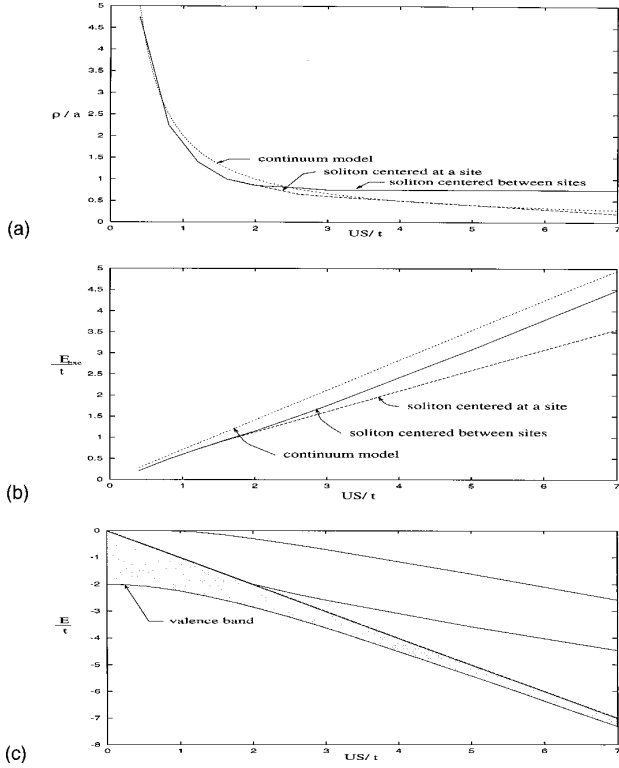 5
4.5
4
3.5
3
2.5
2
1.5
1
0.5
0
ρ / a
continuum model
soliton centered at a site
soliton centered between sites
0 1 2 3 4 5 6 7
US/ t
(a)
5
4.5
4
3.5
3
2.5
2
1.5
1
0.5
0
E exc
t
soliton centered at a site
soliton centered between sites
continuum model
0 1 2 3 4 5 6 7
US/ t
(b)
0
-1
-2
-3
-4
-5
-6
-7
-8
E
t
valence band
0 1 2 3 4 5 6 7
US/ t
(c)